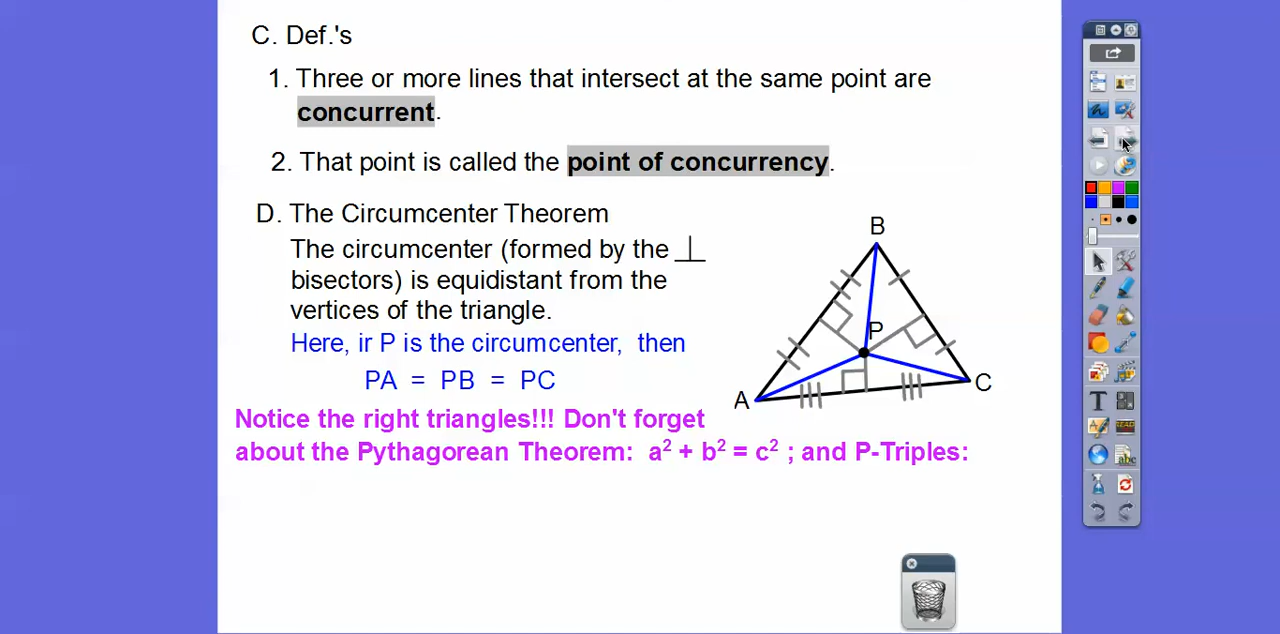 C. Def.'s
1. Three or more lines that intersect at the same point are
concurrent.
2. That point is called the point of concurrency.
D. The Circumcenter Theorem
The circumcenter (formed by the ⊥
bisectors) is equidistant from the
vertices of the triangle.
Here, ir P is the circumcenter, then
PA = PB = PC
B
P
A
C
Notice the right triangles!!! Don't forget
about the Pythagorean Theorem: a² + b² = c² ; and P-Triples:
T
abc